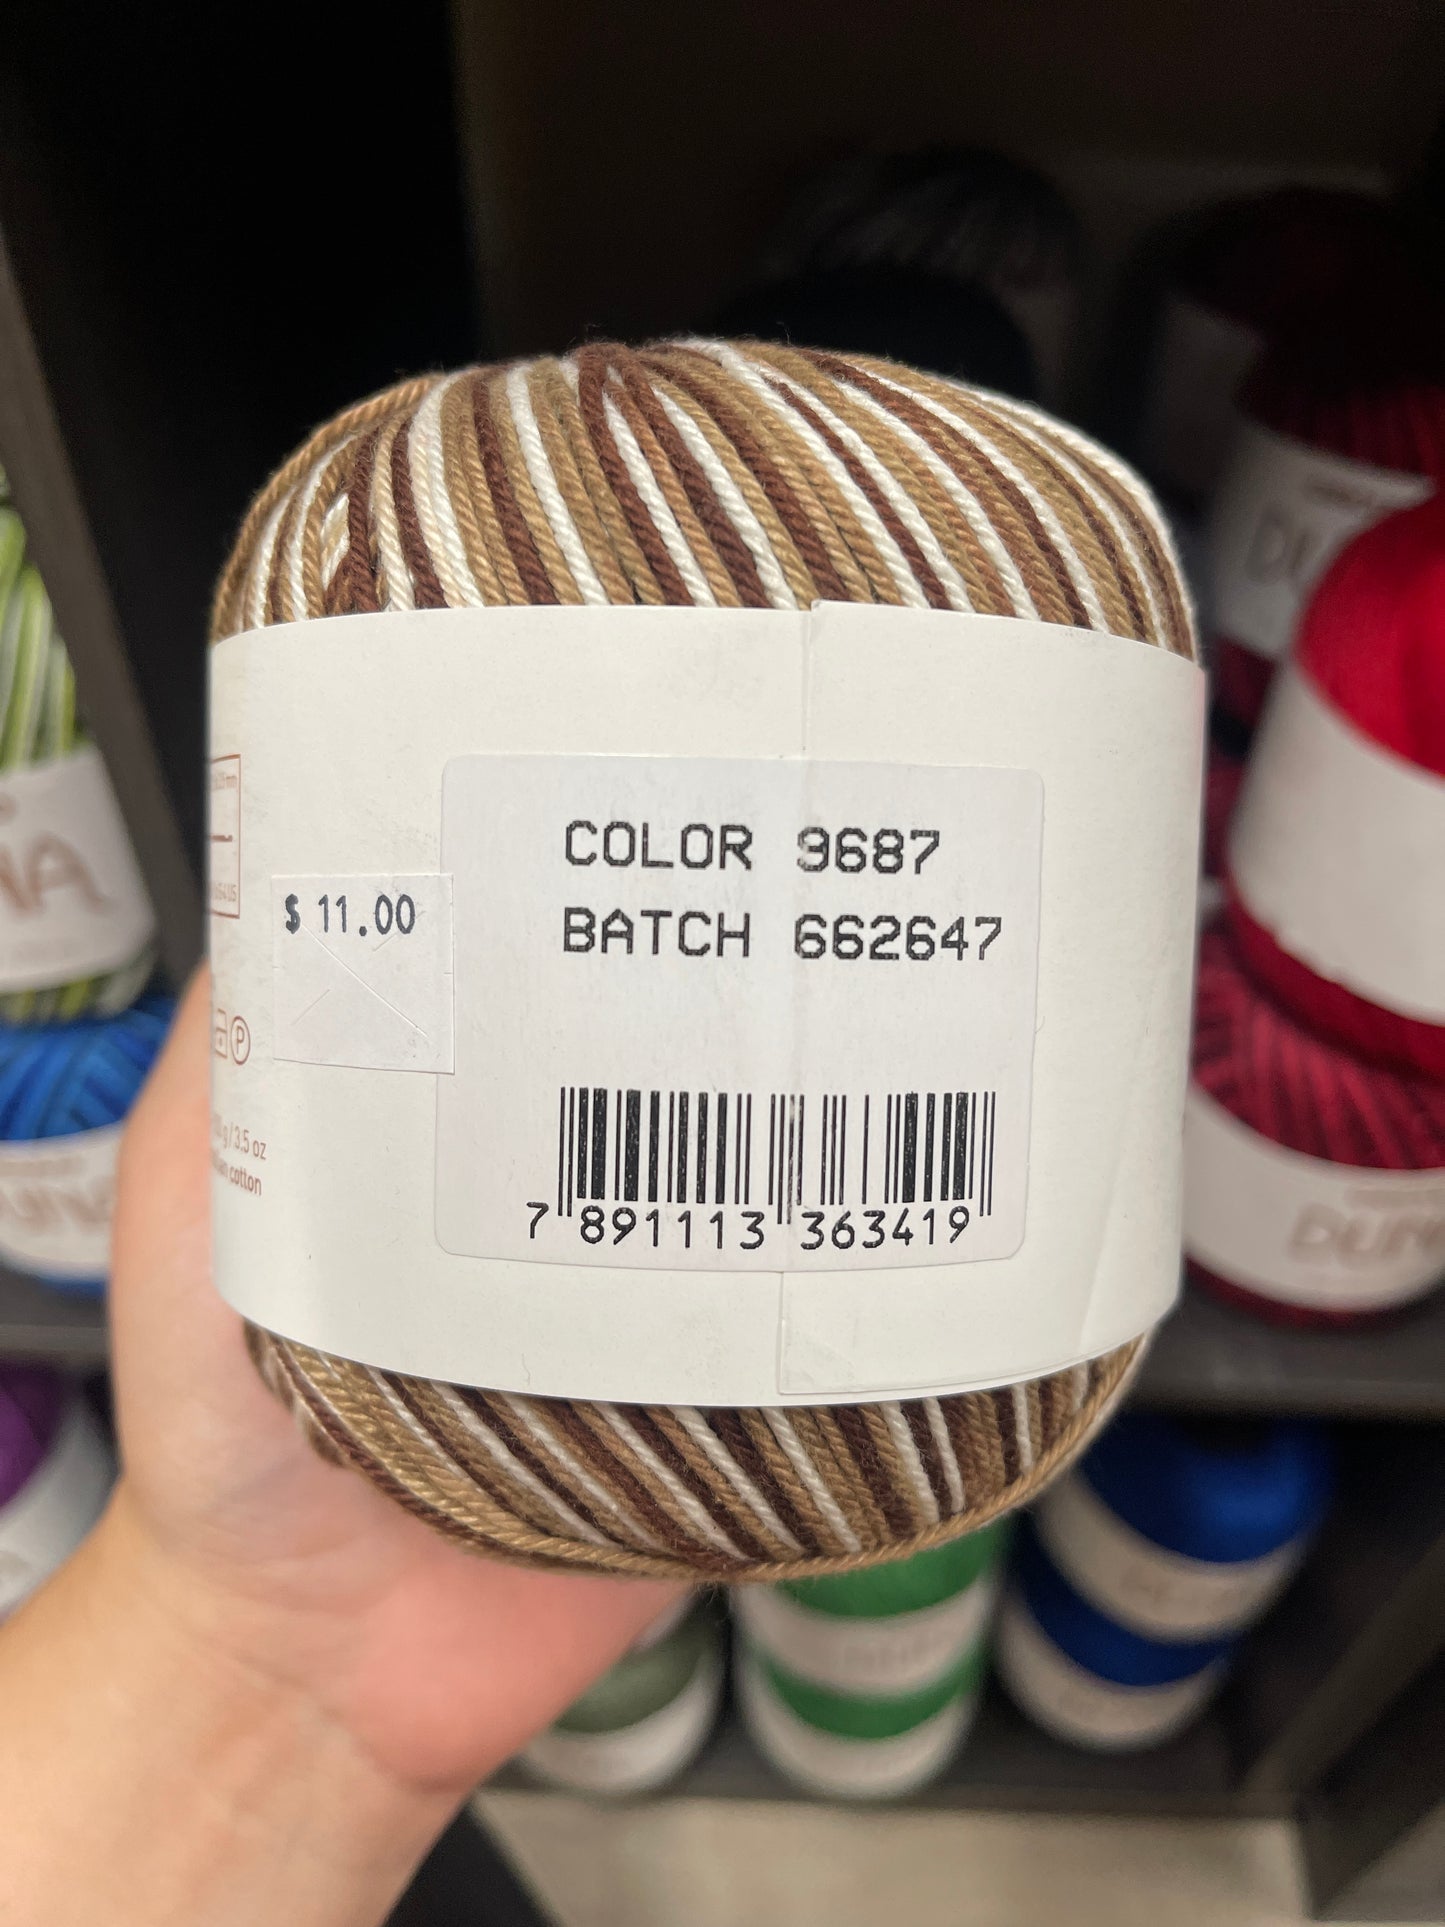 COLOR 9687
BATCH 662647
$ 11.00
P
g / 3.5 oz
cotton
7 891113 363419